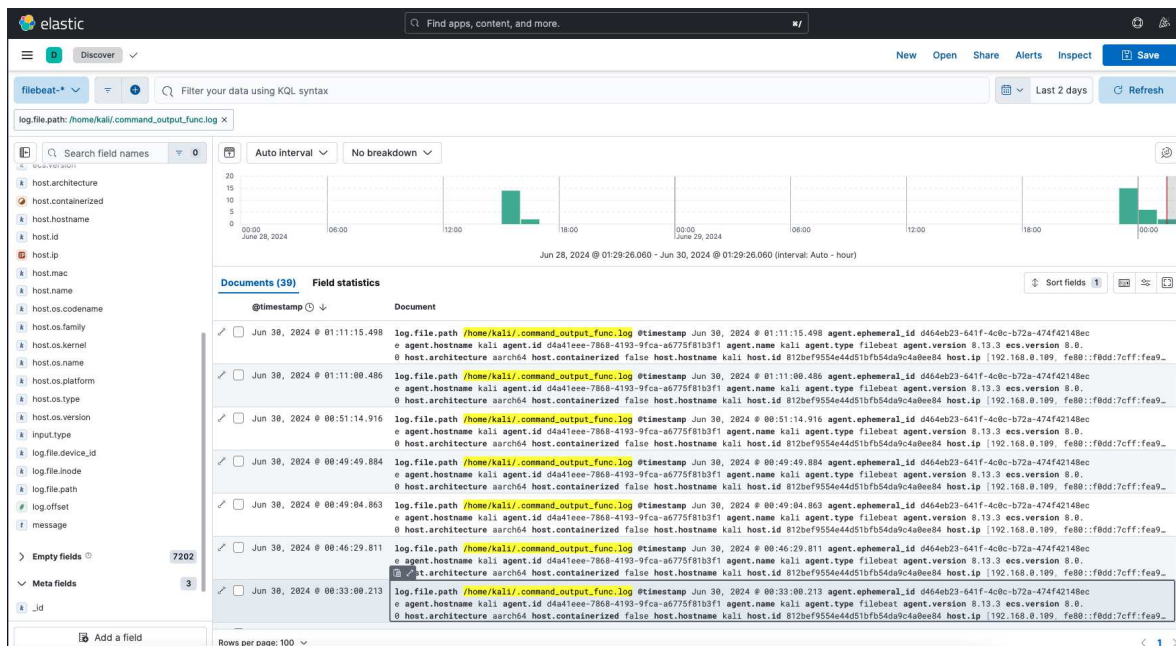 elastic
Find apps, content, and more.
⌘/
D
Discover
New Open Share Alerts Inspect Save
filebeat-*
Filter your data using KQL syntax
Last 2 days
Refresh
log.file.path: /home/kali/.command_output_func.log ×
Search field names
0
Auto interval
No breakdown
ecs.version
host.architecture
host.containerized
host.hostname
host.id
host.ip
host.mac
host.name
host.os.codename
host.os.family
host.os.kernel
host.os.name
host.os.platform
host.os.type
host.os.version
input.type
log.file.device_id
log.file.inode
log.file.path
log.offset
message
Empty fields 7202
Meta fields 3
_id
Add a field
20
15
10
5
0
00:00 06:00 12:00 18:00 00:00 06:00 12:00 18:00 00:00
June 28, 2024 June 29, 2024
Jun 28, 2024 @ 01:29:26.060 - Jun 30, 2024 @ 01:29:26.060 (interval: Auto - hour)
Documents (39) Field statistics
Sort fields 1
@timestamp Document
Jun 30, 2024 @ 01:11:15.498 log.file.path /home/kali/.command_output_func.log @timestamp Jun 30, 2024 @ 01:11:15.498 agent.ephemeral_id d464eb23-641f-4c0c-b72a-474f42148ec
e agent.hostname kali agent.id d4a41eee-7868-4193-9fca-a6775f81b3f1 agent.name kali agent.type filebeat agent.version 8.13.3 ecs.version 8.0.
0 host.architecture aarch64 host.containerized false host.hostname kali host.id 812bef9554e44d51bfb54da9c4a0ee84 host.ip [192.168.0.109, fe80::f0dd:7cff:fea9…
Jun 30, 2024 @ 01:11:00.486 log.file.path /home/kali/.command_output_func.log @timestamp Jun 30, 2024 @ 01:11:00.486 agent.ephemeral_id d464eb23-641f-4c0c-b72a-474f42148ec
e agent.hostname kali agent.id d4a41eee-7868-4193-9fca-a6775f81b3f1 agent.name kali agent.type filebeat agent.version 8.13.3 ecs.version 8.0.
0 host.architecture aarch64 host.containerized false host.hostname kali host.id 812bef9554e44d51bfb54da9c4a0ee84 host.ip [192.168.0.109, fe80::f0dd:7cff:fea9…
Jun 30, 2024 @ 00:51:14.916 log.file.path /home/kali/.command_output_func.log @timestamp Jun 30, 2024 @ 00:51:14.916 agent.ephemeral_id d464eb23-641f-4c0c-b72a-474f42148ec
e agent.hostname kali agent.id d4a41eee-7868-4193-9fca-a6775f81b3f1 agent.name kali agent.type filebeat agent.version 8.13.3 ecs.version 8.0.
0 host.architecture aarch64 host.containerized false host.hostname kali host.id 812bef9554e44d51bfb54da9c4a0ee84 host.ip [192.168.0.109, fe80::f0dd:7cff:fea9…
Jun 30, 2024 @ 00:49:49.884 log.file.path /home/kali/.command_output_func.log @timestamp Jun 30, 2024 @ 00:49:49.884 agent.ephemeral_id d464eb23-641f-4c0c-b72a-474f42148ec
e agent.hostname kali agent.id d4a41eee-7868-4193-9fca-a6775f81b3f1 agent.name kali agent.type filebeat agent.version 8.13.3 ecs.version 8.0.
0 host.architecture aarch64 host.containerized false host.hostname kali host.id 812bef9554e44d51bfb54da9c4a0ee84 host.ip [192.168.0.109, fe80::f0dd:7cff:fea9…
Jun 30, 2024 @ 00:49:04.863 log.file.path /home/kali/.command_output_func.log @timestamp Jun 30, 2024 @ 00:49:04.863 agent.ephemeral_id d464eb23-641f-4c0c-b72a-474f42148ec
e agent.hostname kali agent.id d4a41eee-7868-4193-9fca-a6775f81b3f1 agent.name kali agent.type filebeat agent.version 8.13.3 ecs.version 8.0.
0 host.architecture aarch64 host.containerized false host.hostname kali host.id 812bef9554e44d51bfb54da9c4a0ee84 host.ip [192.168.0.109, fe80::f0dd:7cff:fea9…
Jun 30, 2024 @ 00:46:29.811 log.file.path /home/kali/.command_output_func.log @timestamp Jun 30, 2024 @ 00:46:29.811 agent.ephemeral_id d464eb23-641f-4c0c-b72a-474f42148ec
e agent.hostname kali agent.id d4a41eee-7868-4193-9fca-a6775f81b3f1 agent.name kali agent.type filebeat agent.version 8.13.3 ecs.version 8.0.
st.architecture aarch64 host.containerized false host.hostname kali host.id 812bef9554e44d51bfb54da9c4a0ee84 host.ip [192.168.0.109, fe80::f0dd:7cff:fea9…
Jun 30, 2024 @ 00:33:00.213 log.file.path /home/kali/.command_output_func.log @timestamp Jun 30, 2024 @ 00:33:00.213 agent.ephemeral_id d464eb23-641f-4c0c-b72a-474f42148ec
e agent.hostname kali agent.id d4a41eee-7868-4193-9fca-a6775f81b3f1 agent.name kali agent.type filebeat agent.version 8.13.3 ecs.version 8.0.
0 host.architecture aarch64 host.containerized false host.hostname kali host.id 812bef9554e44d51bfb54da9c4a0ee84 host.ip [192.168.0.109, fe80::f0dd:7cff:fea9…
Rows per page: 100
< 1 >